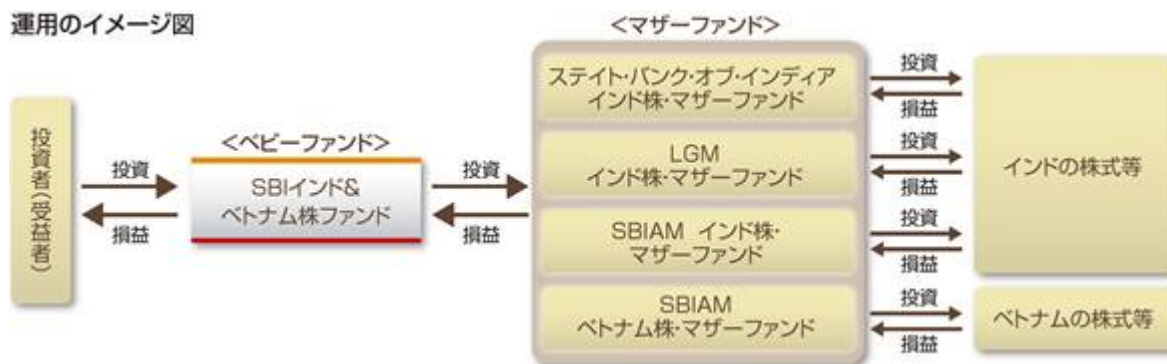 運用のイメージ図
投資者(受益者)
投資
損益
<ベビーファンド>
SBIインド&
ベトナム株ファンド
投資
損益
<マザーファンド>
ステイト・バンク・オブ・インディア
インド株・マザーファンド
LGM
インド株・マザーファンド
SBIAM インド株・
マザーファンド
SBIAM
ベトナム株・マザーファンド
投資
損益
投資
損益
投資
損益
投資
損益
インドの株式等
ベトナムの株式等